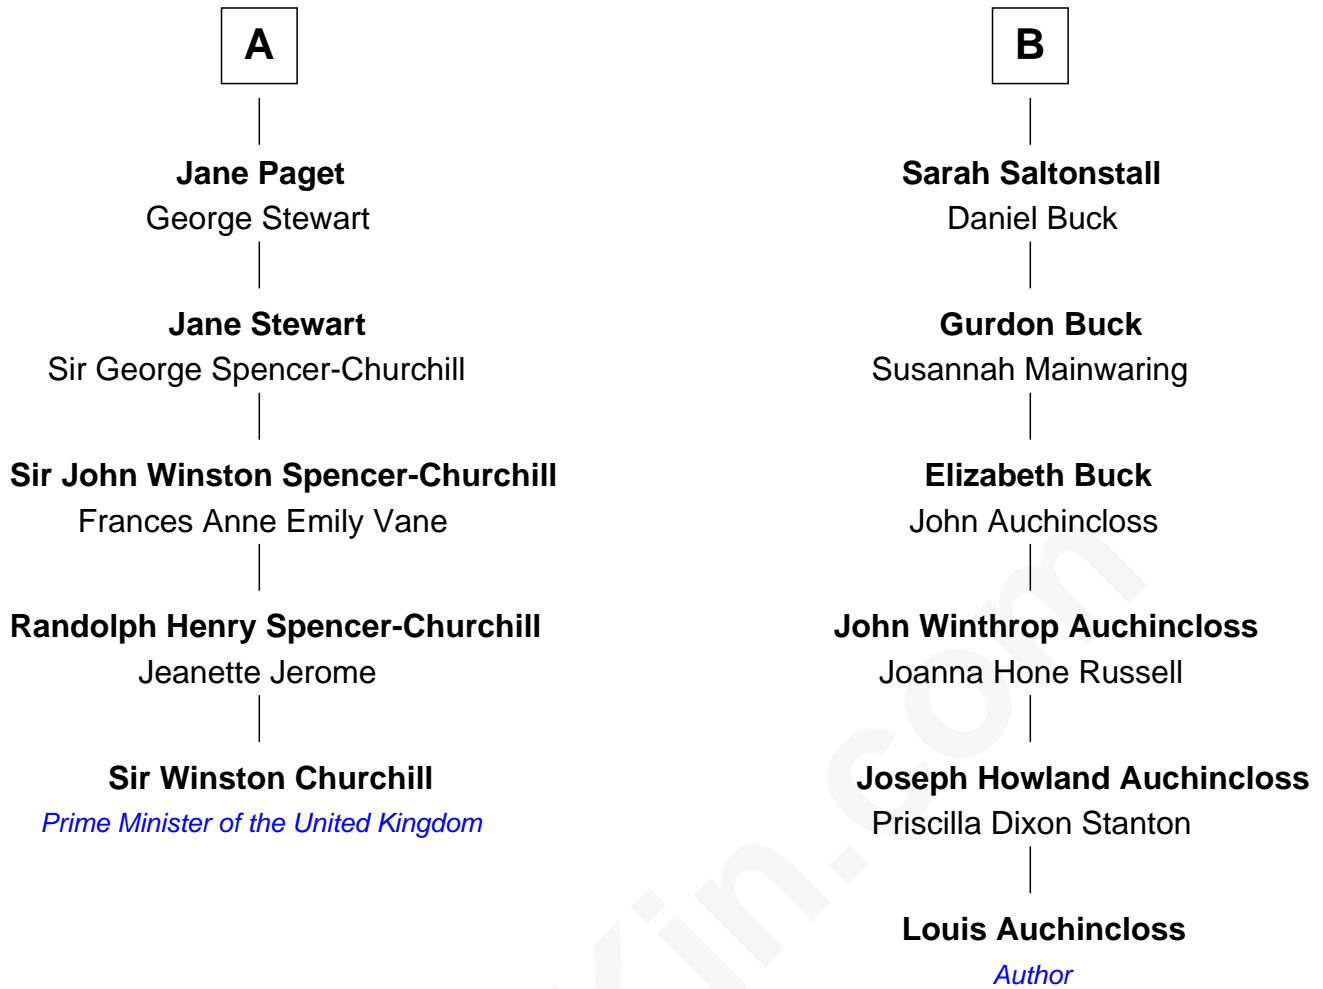 A
Jane Paget
George Stewart
Jane Stewart
Sir George Spencer-Churchill
Sir John Winston Spencer-Churchill
Frances Anne Emily Vane
Randolph Henry Spencer-Churchill
Jeanette Jerome
Sir Winston Churchill
Prime Minister of the United Kingdom
B
Sarah Saltonstall
Daniel Buck
Gurdon Buck
Susannah Mainwaring
Elizabeth Buck
John Auchincloss
John Winthrop Auchincloss
Joanna Hone Russell
Joseph Howland Auchincloss
Priscilla Dixon Stanton
Louis Auchincloss
Author
Kin.com